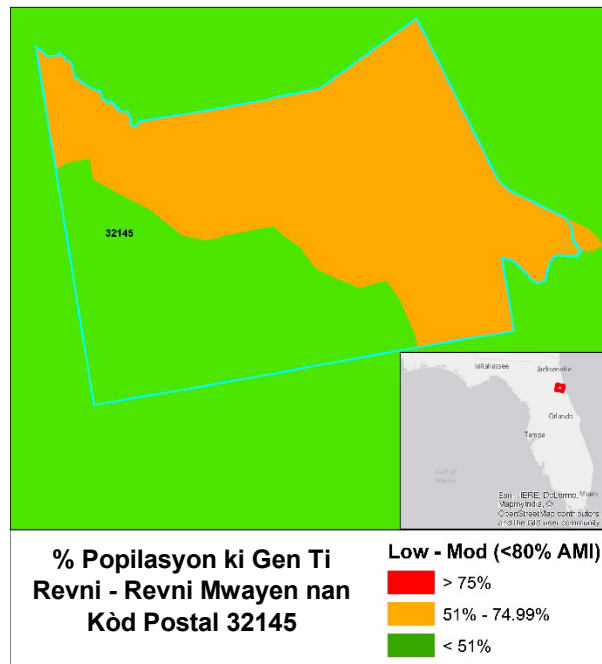 32145
Tallahassee
Jacksonville
Orlando
Tampa
Gulf of
Mexico
Miami
Esri, HERE, DeLorme,
MapmyIndia, ©
OpenStreetMap contributors
and the GIS user community
% Popilasyon ki Gen Ti
Revni - Revni Mwayen nan
Kòd Postal 32145
Low - Mod (<80% AMI)
> 75%
51% - 74.99%
< 51%